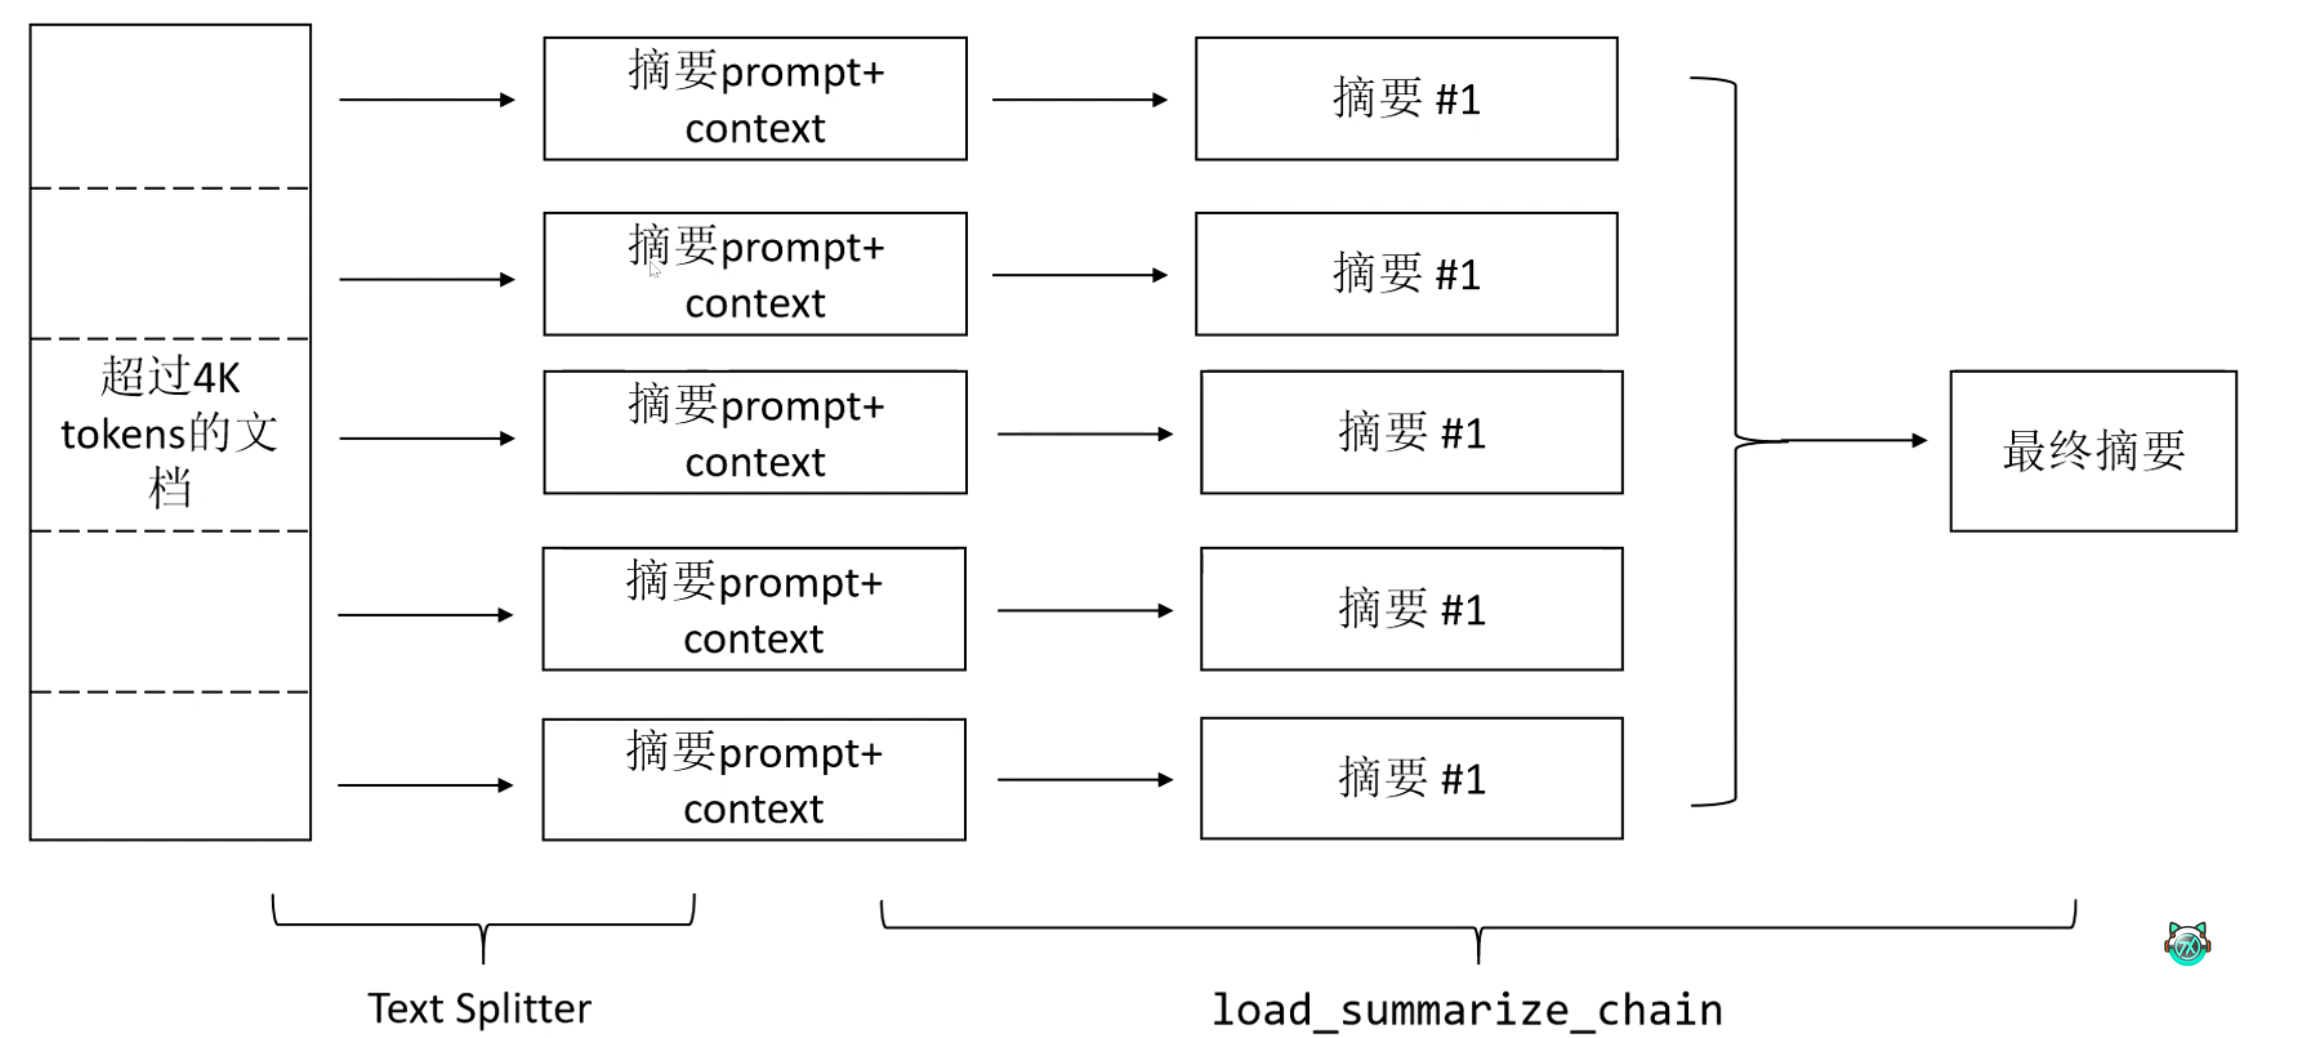 摘要prompt+
context
摘要 #1
摘要prompt+
context
摘要 #1
超过4K
tokens的文
档
摘要prompt+
context
摘要 #1
最终摘要
摘要prompt+
context
摘要 #1
摘要prompt+
context
摘要 #1
Text Splitter
load_summarize_chain
7X